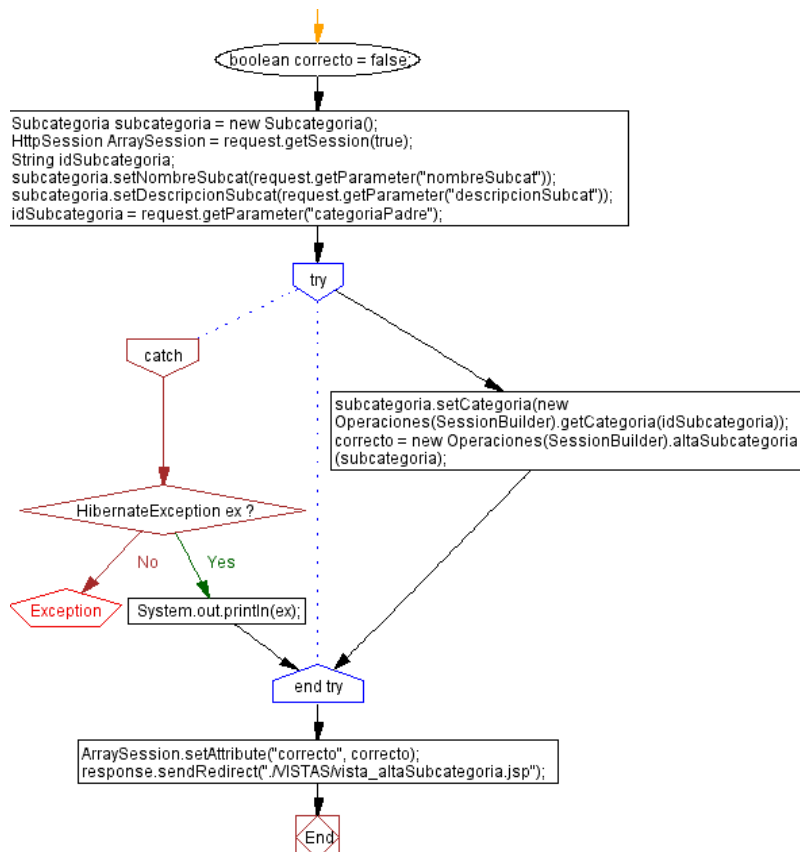 boolean correcto = false;
Subcategoria subcategoria = new Subcategoria();
HttpSession ArraySession = request.getSession(true);
String idSubcategoria;
subcategoria.setNombreSubcat(request.getParameter("nombreSubcat"));
subcategoria.setDescripcionSubcat(request.getParameter("descripcionSubcat"));
idSubcategoria = request.getParameter("categoriaPadre");
try
catch
subcategoria.setCategoria(new
Operaciones(SessionBuilder).getCategoria(idSubcategoria));
correcto = new Operaciones(SessionBuilder).altaSubcategoria
(subcategoria);
HibernateException ex ?
No
Yes
Exception
System.out.println(ex);
end try
ArraySession.setAttribute("correcto", correcto);
response.sendRedirect("./VISTAS/vista_altaSubcategoria.jsp");
End